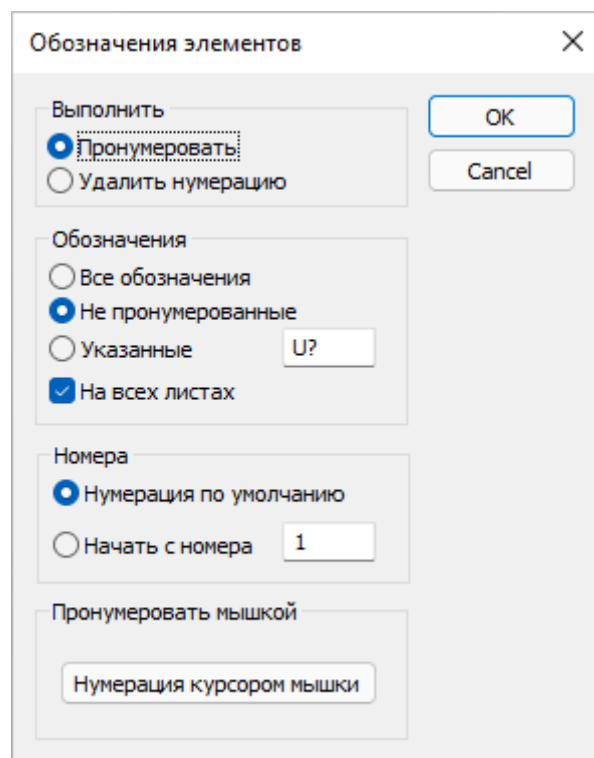 Обозначения элементов
Выполнить
Пронумеровать
Удалить нумерацию
OK
Cancel
Обозначения
Все обозначения
Не пронумерованные
Указанные U?
На всех листах
Номера
Нумерация по умолчанию
Начать с номера 1
Пронумеровать мышкой
Нумерация курсором мышки